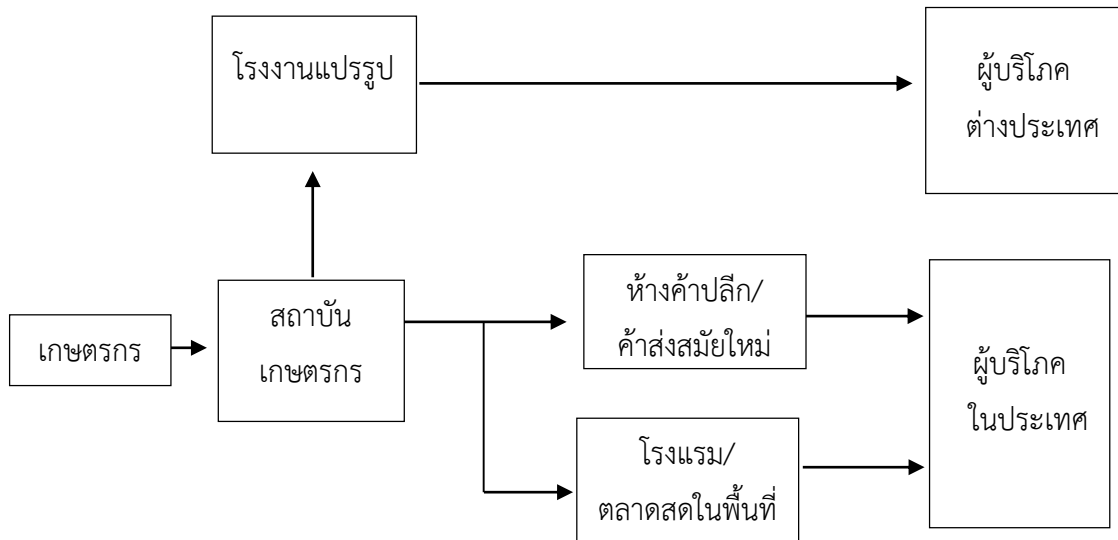 โรงงานแปรรูป
ผู้บริโภค
ต่างประเทศ
เกษตรกร
สถาบัน
เกษตรกร
ห้างค้าปลีก/
ค้าส่งสมัยใหม่
โรงแรม/
ตลาดสดในพื้นที่
ผู้บริโภค
ในประเทศ